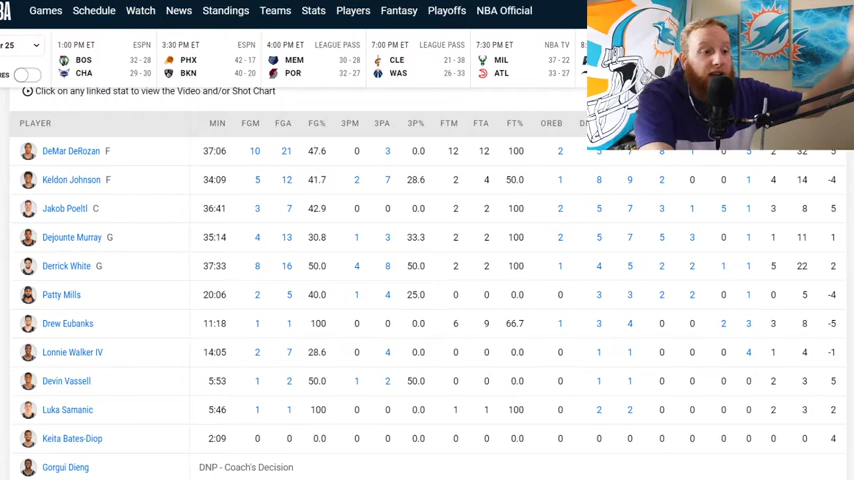 BA Games Schedule Watch News Standings Teams Stats Players Fantasy Playoffs NBA Official
r 25 1:00 PM ET ESPN 3:30 PM ET ESPN 4:00 PM ET LEAGUE PASS 7:00 PM ET LEAGUE PASS 7:30 PM ET NBA TV 8:
BOS 32 - 28 PHX 42 - 17 MEM 30 - 28 CLE 21 - 38 MIL 37 - 22
RES CHA 29 - 30 BKN 40 - 20 POR 32 - 27 WAS 26 - 33 ATL 33 - 27
Click on any linked stat to view the Video and/or Shot Chart
PLAYER MIN FGM FGA FG% 3PM 3PA 3P% FTM FTA FT% OREB
DeMar DeRozan F 37:06 10 21 47.6 0 3 0.0 12 12 100 2 5 7 8 1 0 5 2 32 5
Keldon Johnson F 34:09 5 12 41.7 2 7 28.6 2 4 50.0 1 8 9 2 0 0 1 4 14 -4
Jakob Poeltl C 36:41 3 7 42.9 0 0 0.0 2 2 100 2 5 7 3 1 5 1 3 8 5
Dejounte Murray G 35:14 4 13 30.8 1 3 33.3 2 2 100 2 5 7 5 3 0 1 1 11 1
Derrick White G 37:33 8 16 50.0 4 8 50.0 2 2 100 1 4 5 2 2 1 1 5 22 2
Patty Mills 20:06 2 5 40.0 1 4 25.0 0 0 0.0 0 3 3 2 2 0 1 0 5 -4
Drew Eubanks 11:18 1 1 100 0 0 0.0 6 9 66.7 1 3 4 0 0 2 3 3 8 -5
Lonnie Walker IV 14:05 2 7 28.6 0 4 0.0 0 0 0.0 0 1 1 0 0 0 4 1 4 -1
Devin Vassell 5:53 1 2 50.0 1 2 50.0 0 0 0.0 0 1 1 0 0 0 0 2 3 5
Luka Samanic 5:46 1 1 100 0 0 0.0 1 1 100 0 2 2 0 0 0 0 2 3 2
Keita Bates-Diop 2:09 0 0 0.0 0 0 0.0 0 0 0.0 0 0 0 0 0 0 0 0 0 4
Gorgui Dieng DNP - Coach's Decision